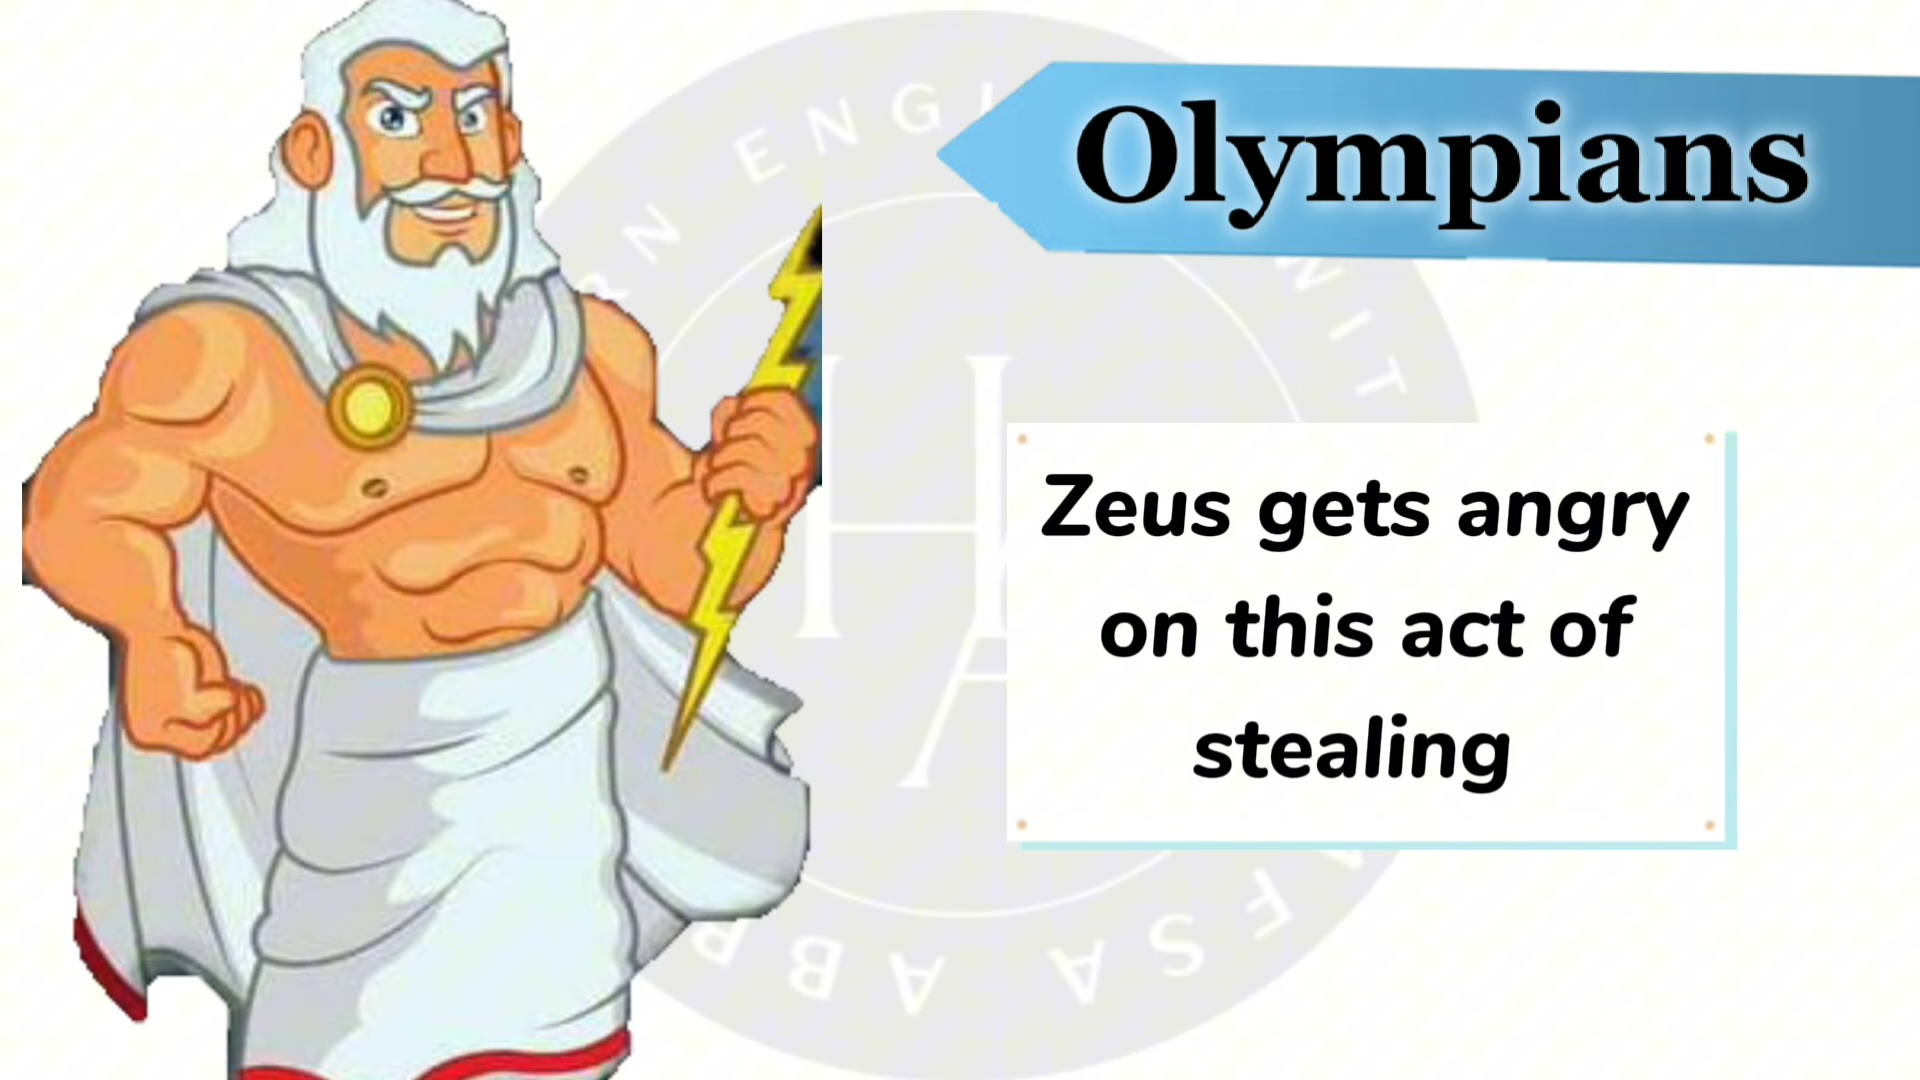 Olympians
Zeus gets angry
on this act of
stealing